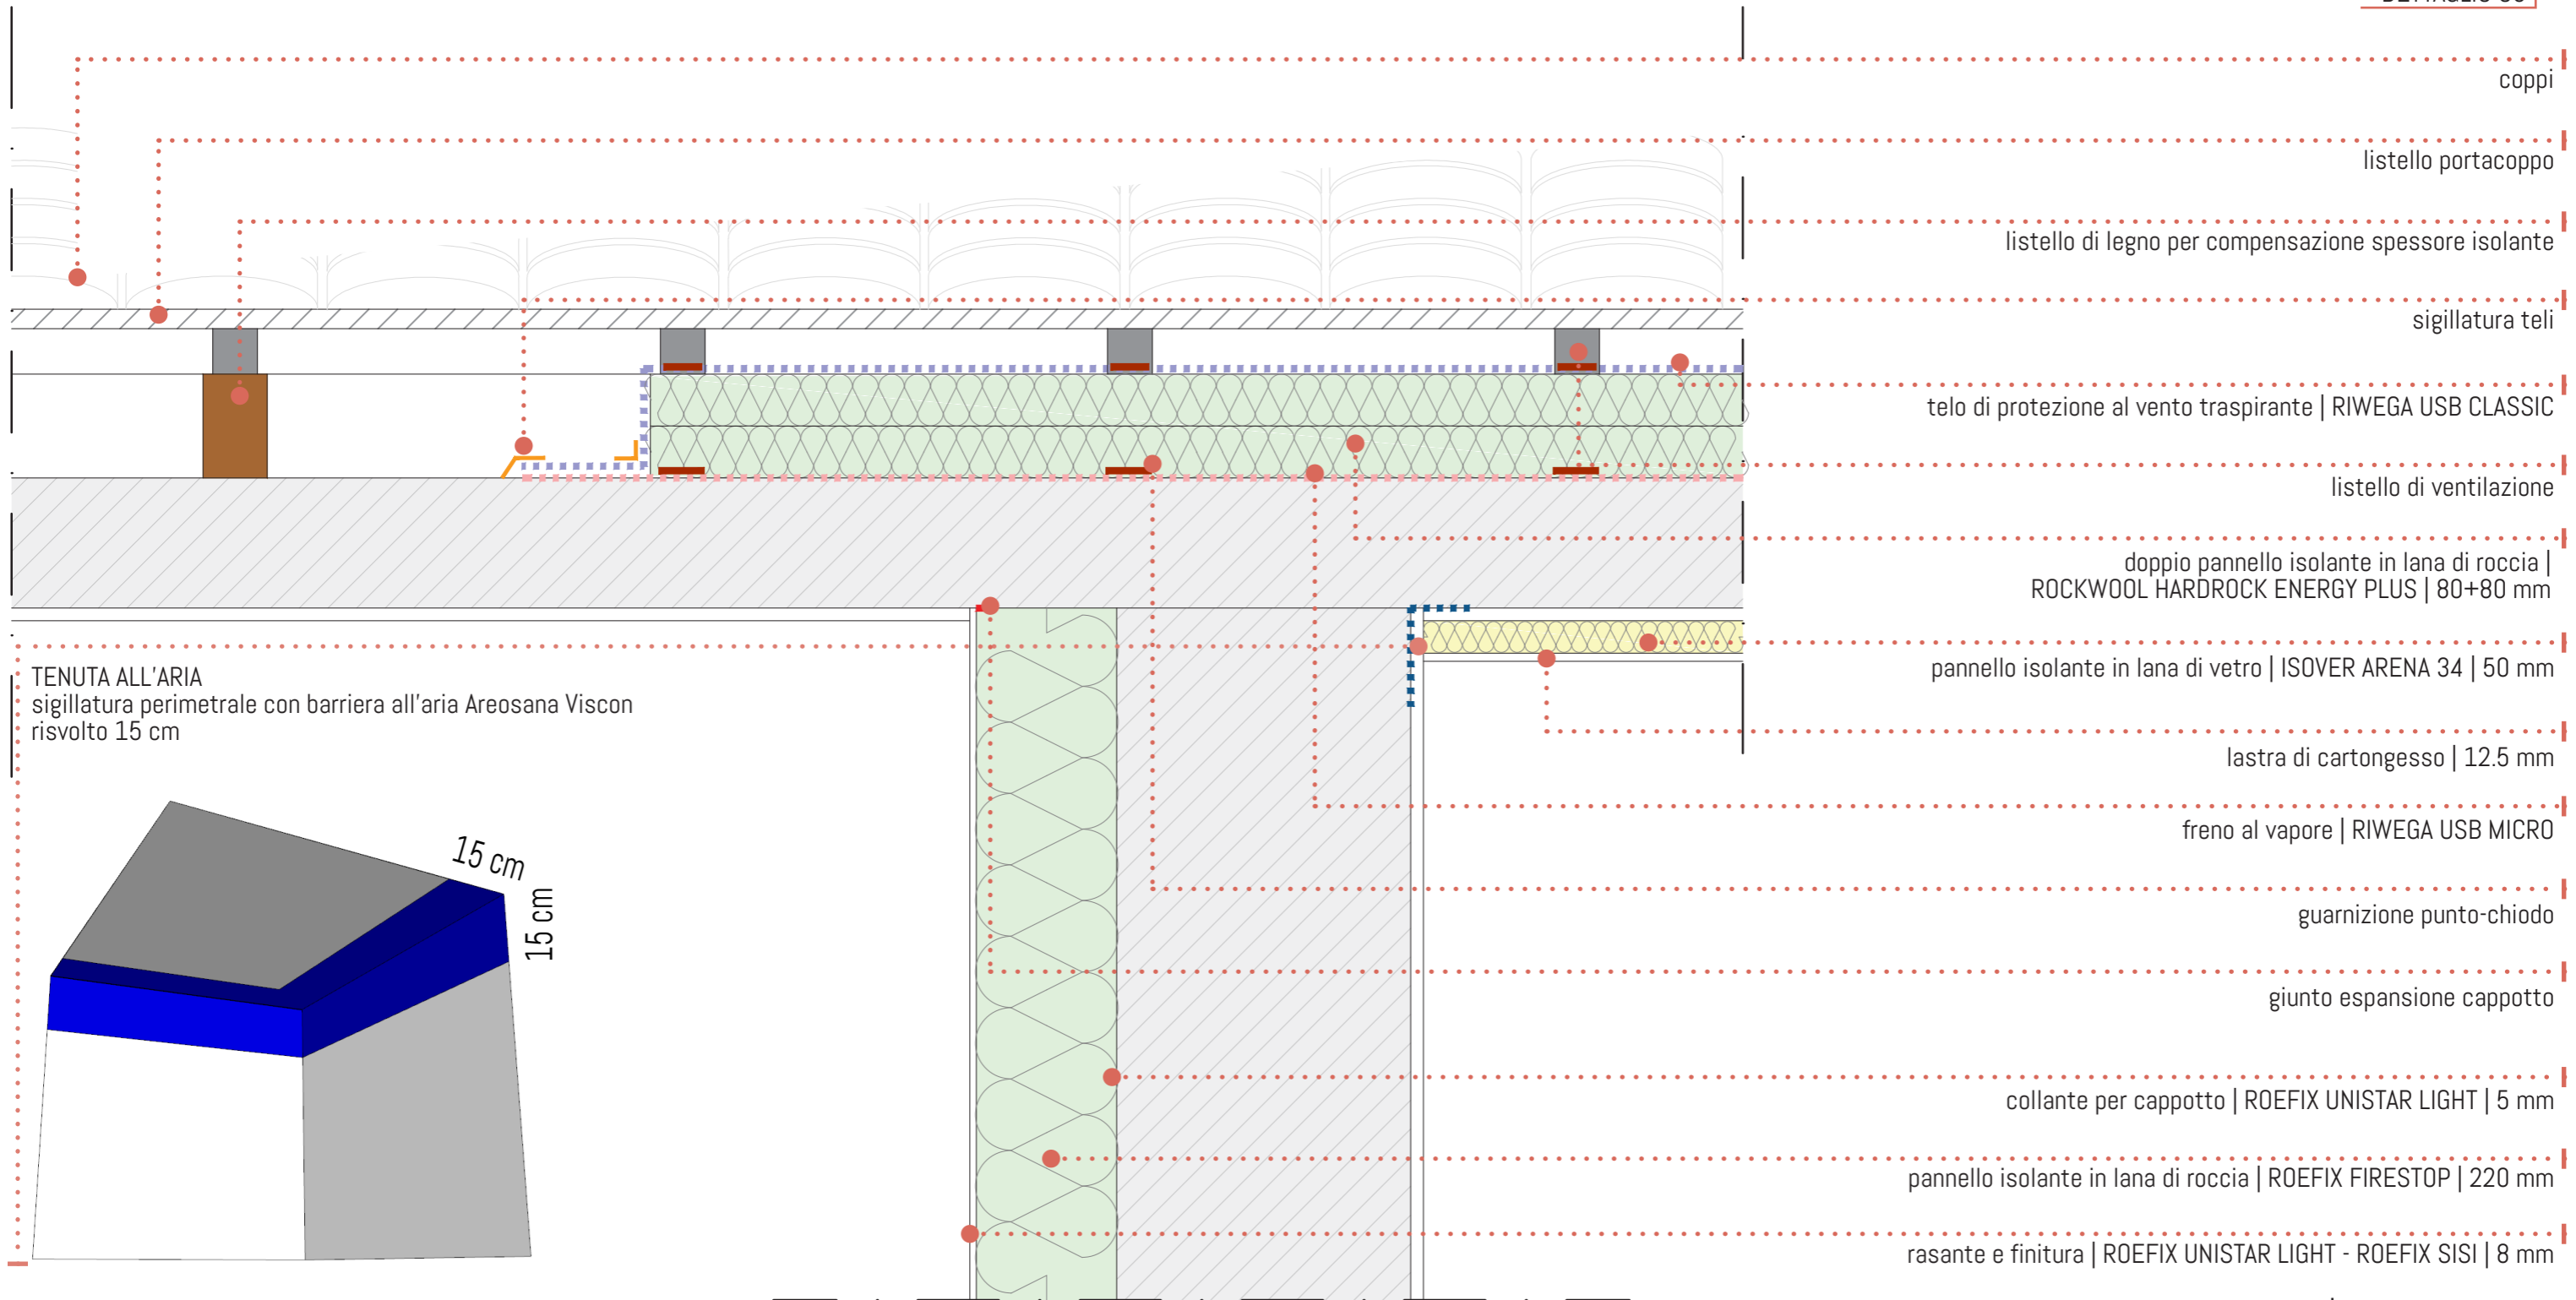 coppi
listello portacoppo
listello di legno per compensazione spessore isolante
sigillatura teli
telo di protezione al vento traspirante | RIWEGA USB CLASSIC
listello di ventilazione
doppio pannello isolante in lana di roccia |
ROCKWOOL HARDROCK ENERGY PLUS | 80+80 mm
pannello isolante in lana di vetro | ISOVER ARENA 34 | 50 mm
lastra di cartongesso | 12.5 mm
freno al vapore | RIWEGA USB MICRO
guarnizione punto-chiodo
giunto espansione cappotto
collante per cappotto | ROEFIX UNISTAR LIGHT | 5 mm
pannello isolante in lana di roccia | ROEFIX FIRESTOP | 220 mm
rasante e finitura | ROEFIX UNISTAR LIGHT - ROEFIX SISI | 8 mm
TENUTA ALL'ARIA
sigillatura perimetrale con barriera all'aria Areosana Viscon
risvolto 15 cm
15 cm
15 cm